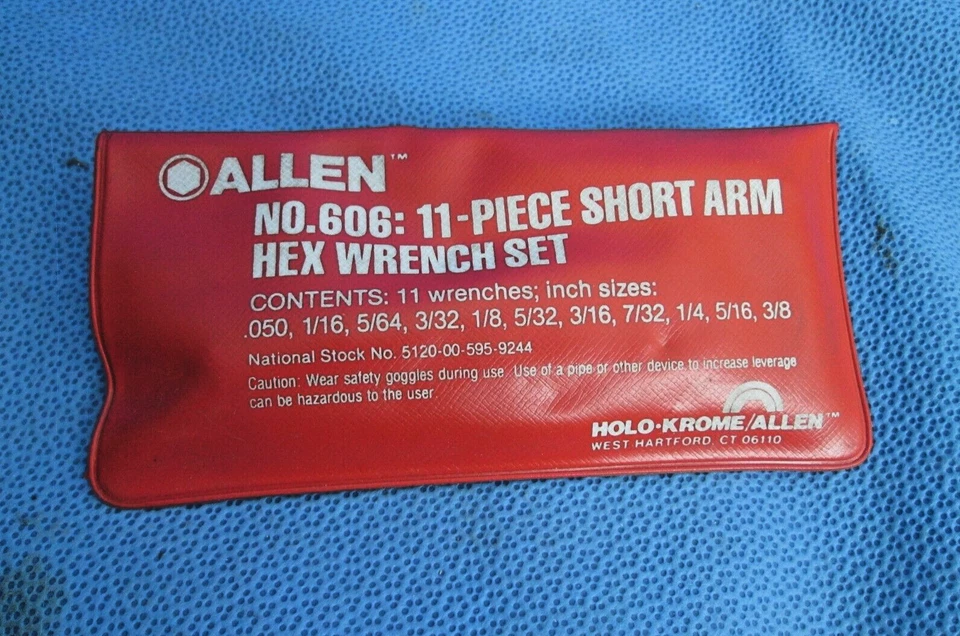 ALLEN™
NO.606: 11-PIECE SHORT ARM
HEX WRENCH SET
CONTENTS: 11 wrenches; inch sizes:
.050, 1/16, 5/64, 3/32, 1/8, 5/32, 3/16, 7/32, 1/4, 5/16, 3/8
National Stock No. 5120-00-595-9244
Caution: Wear safety goggles during use. Use of a pipe or other device to increase leverage
can be hazardous to the user.
HOLO·KROME/ALLEN™
WEST HARTFORD, CT 06110